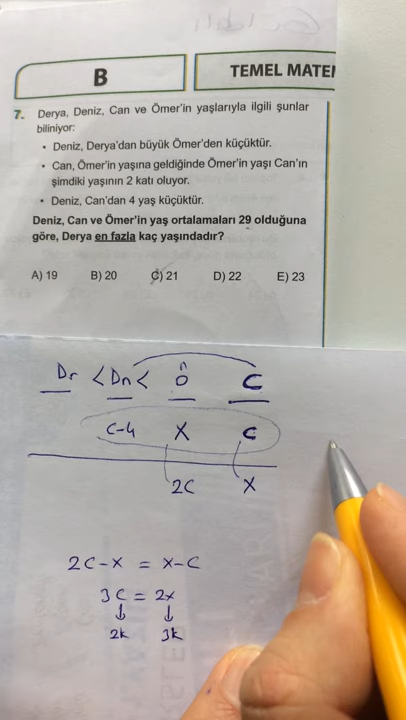 B
TEMEL MATE
7. Derya, Deniz, Can ve Ömer'in yaşlarıyla ilgili şunlar
biliniyor:
• Deniz, Derya'dan büyük Ömer'den küçüktür.
• Can, Ömer'in yaşına geldiğinde Ömer'in yaşı Can'ın
şimdiki yaşının 2 katı oluyor.
• Deniz, Can'dan 4 yaş küçüktür.
Deniz, Can ve Ömer'in yaş ortalamaları 29 olduğuna
göre, Derya en fazla kaç yaşındadır?
A) 19 B) 20 C) 21 D) 22 E) 23
Dr < Dn < Ö C
C-4 X C
2C X
2C-X = X-C
3C = 2x
↓ ↓
2k 3k